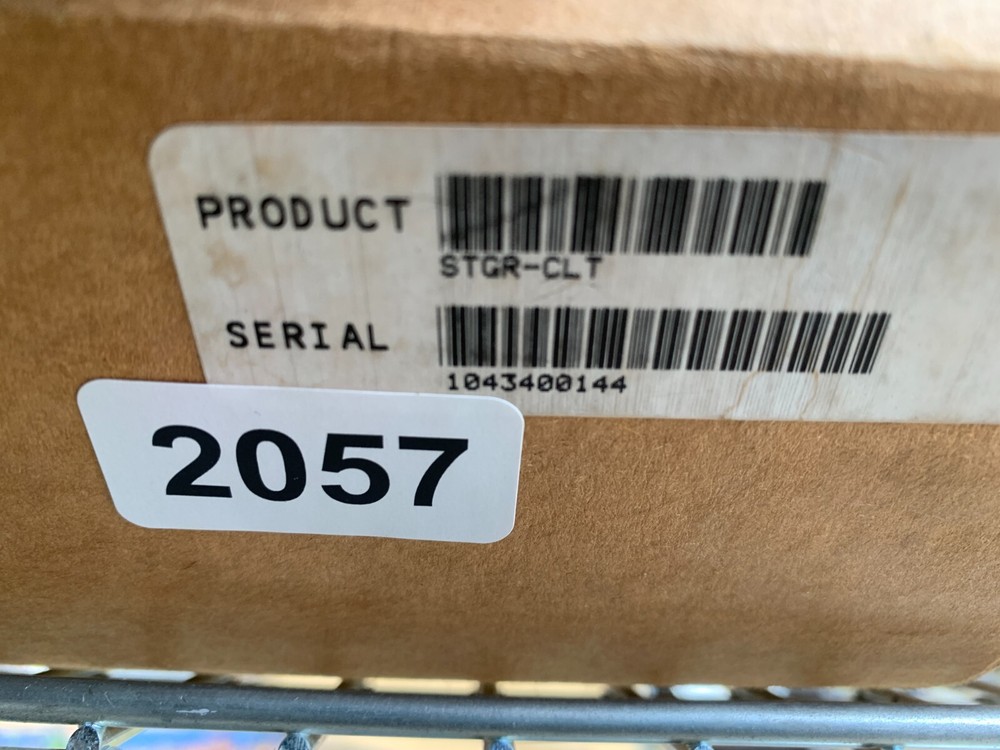 PRODUCT
STGR-CLT
SERIAL
1043400144
2057